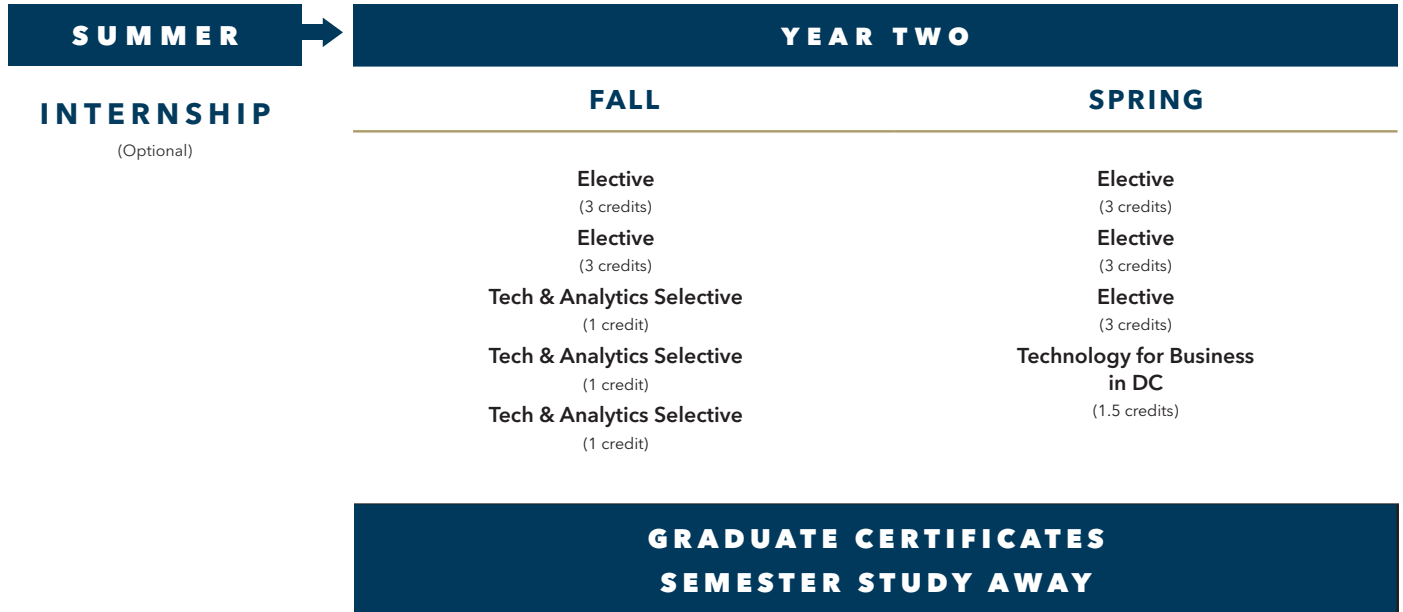 SUMMER
INTERNSHIP
(Optional)
YEAR TWO
FALL
Elective
(3 credits)
Elective
(3 credits)
Tech & Analytics Selective
(1 credit)
Tech & Analytics Selective
(1 credit)
Tech & Analytics Selective
(1 credit)
SPRING
Elective
(3 credits)
Elective
(3 credits)
Elective
(3 credits)
Technology for Business
in DC
(1.5 credits)
GRADUATE CERTIFICATES
SEMESTER STUDY AWAY